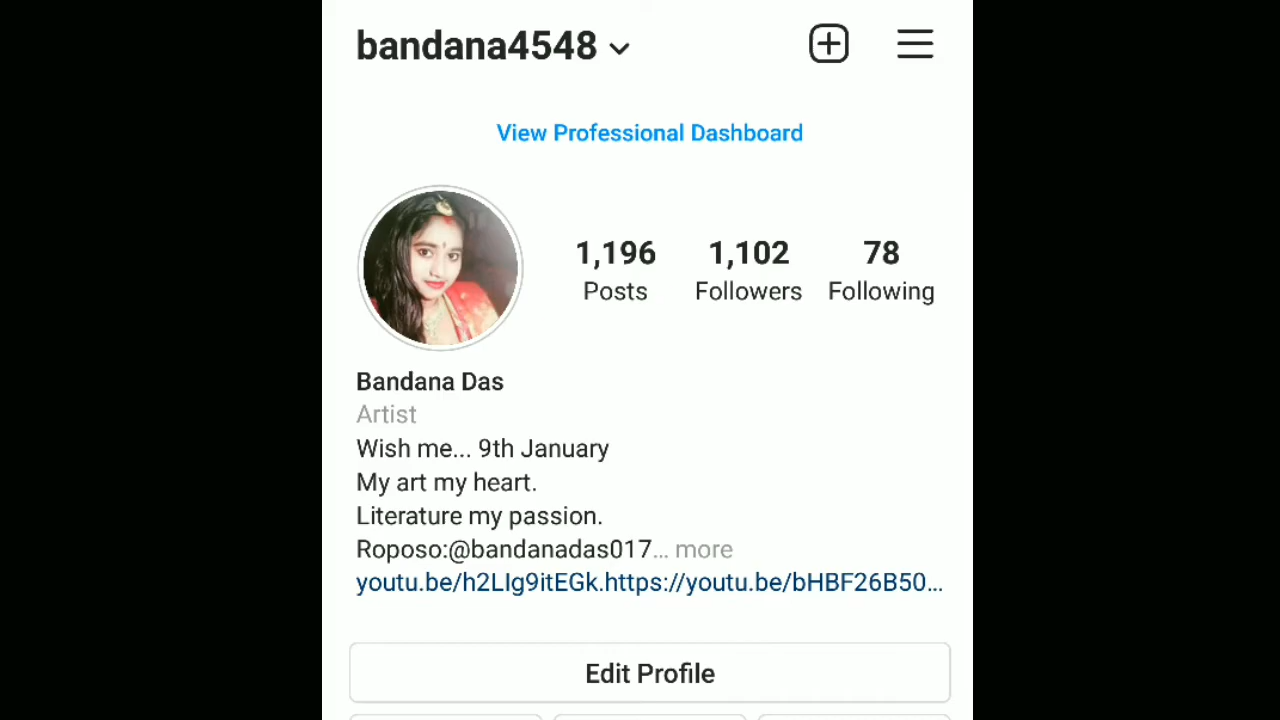 bandana4548
View Professional Dashboard
1,196 1,102 78
Posts Followers Following
Bandana Das
Artist
Wish me... 9th January
My art my heart.
Literature my passion.
Roposo:@bandanadas017... more
youtu.be/h2LIg9itEGk.https://youtu.be/bHBF26B50...
Edit Profile